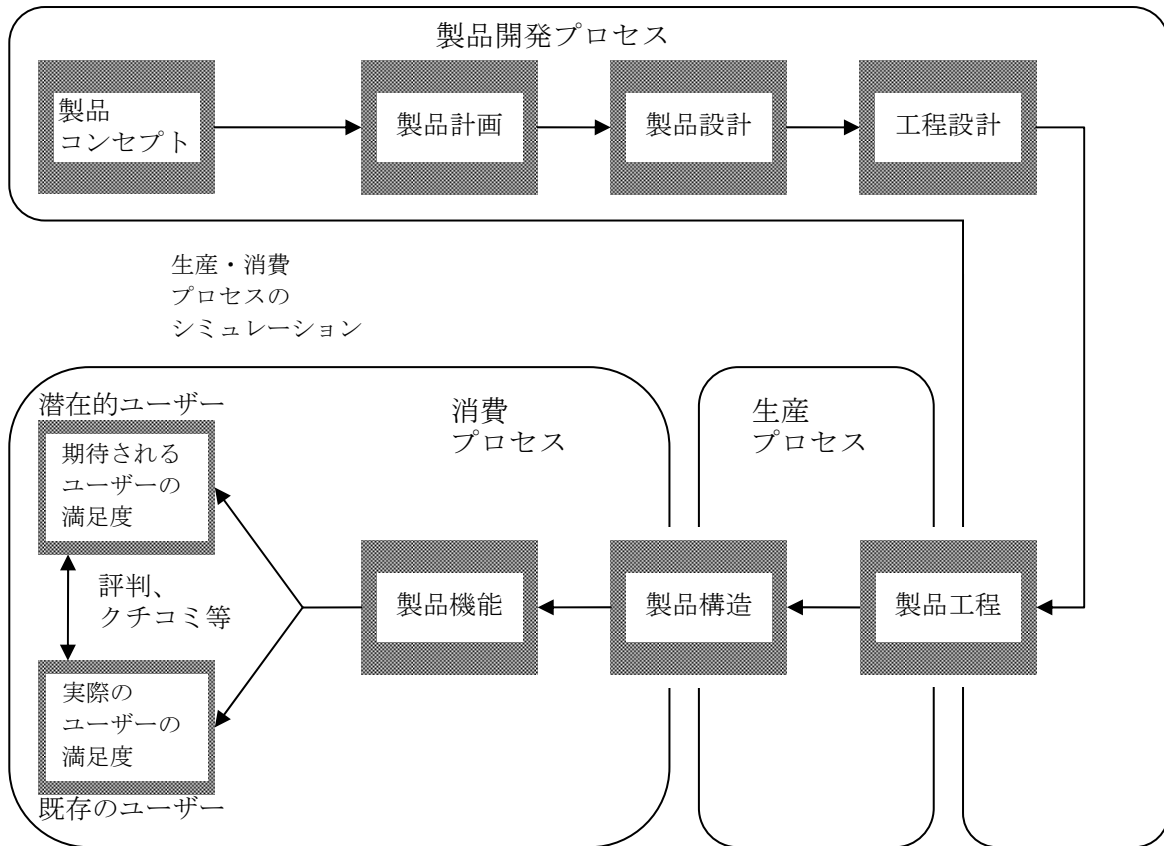 製品開発プロセス
製品
コンセプト
製品計画
製品設計
工程設計
生産・消費
プロセスの
シミュレーション
潜在的ユーザー
期待される
ユーザーの
満足度
消費
プロセス
生産
プロセス
評判、
クチコミ等
製品機能
製品構造
製品工程
実際の
ユーザーの
満足度
既存のユーザー